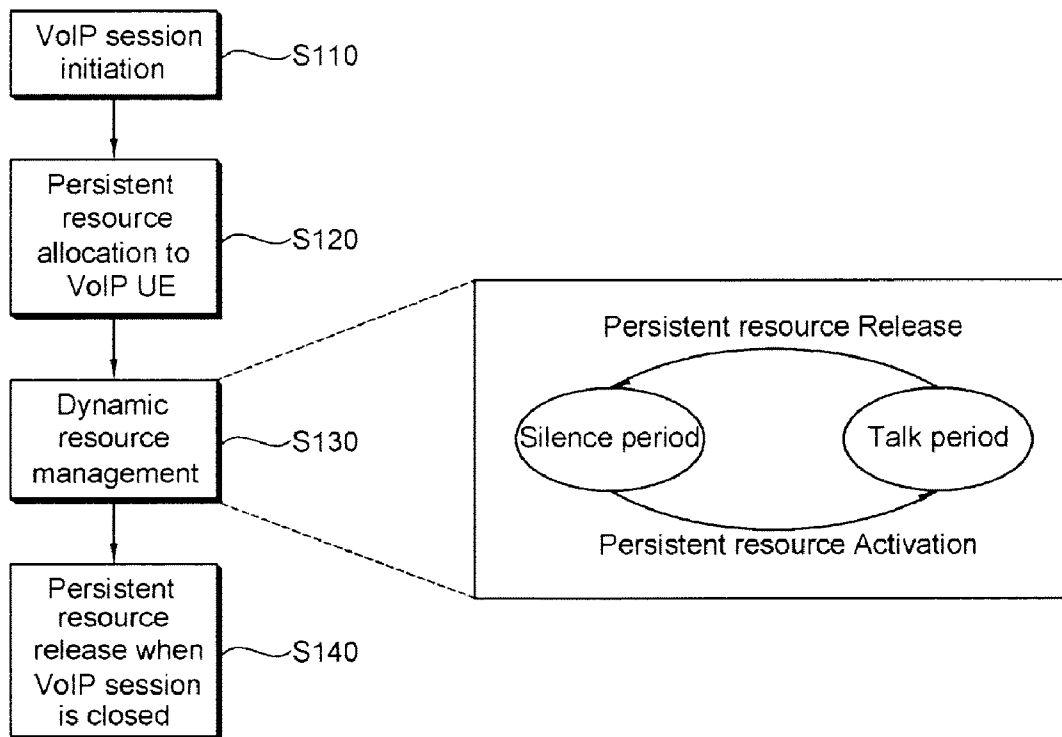 VoIP session
initiation
S110
Persistent
resource
allocation to
VoIP UE
S120
Dynamic
resource
management
S130
Persistent resource Release
Silence period
Talk period
Persistent resource Activation
Persistent
resource
release when
VoIP session
is closed
S140